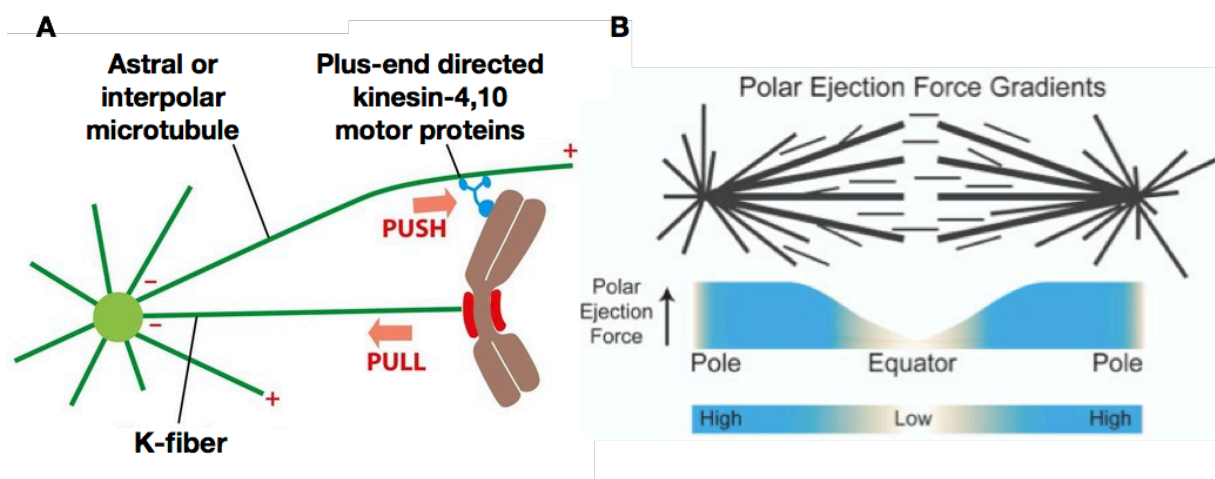 A
Astral or
interpolar
microtubule
Plus-end directed
kinesin-4,10
motor proteins
+
PUSH
−
−
PULL
+
K-fiber
B
Polar Ejection Force Gradients
Polar
Ejection
Force
Pole
Equator
Pole
High
Low
High